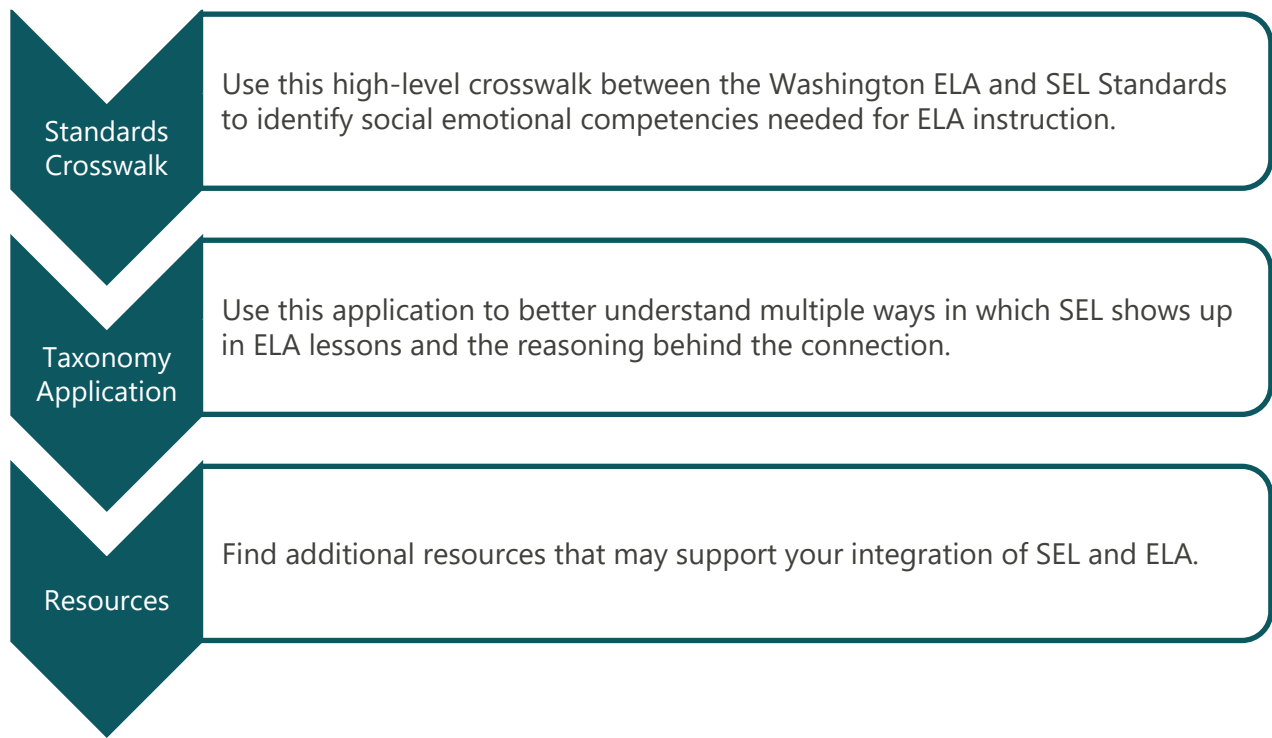 Standards
Crosswalk
Use this high-level crosswalk between the Washington ELA and SEL Standards
to identify social emotional competencies needed for ELA instruction.
Taxonomy
Application
Use this application to better understand multiple ways in which SEL shows up
in ELA lessons and the reasoning behind the connection.
Resources
Find additional resources that may support your integration of SEL and ELA.